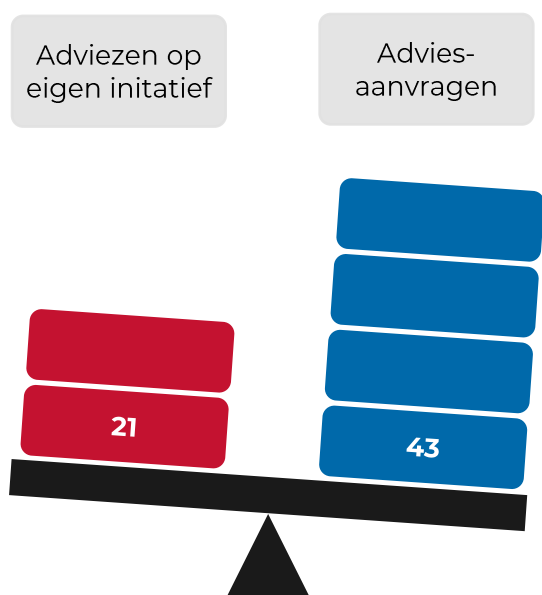 Adviezen op
eigen initatief
Advies-
aanvragen
21
43